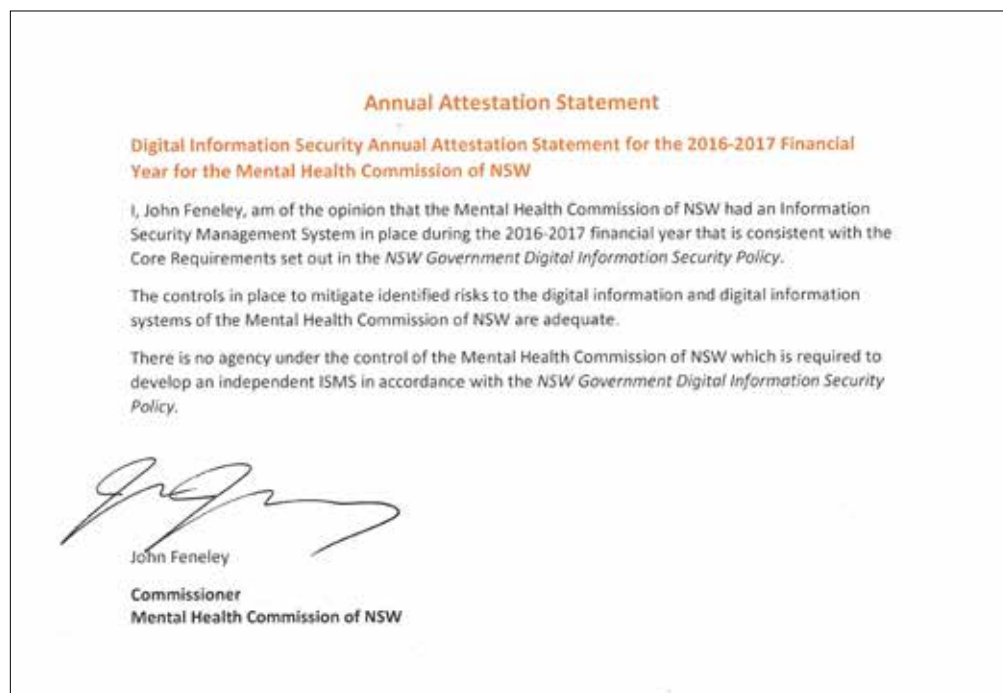 Annual Attestation Statement
Digital Information Security Annual Attestation Statement for the 2016-2017 Financial
Year for the Mental Health Commission of NSW
I, John Feneley, am of the opinion that the Mental Health Commission of NSW had an Information
Security Management System in place during the 2016-2017 financial year that is consistent with the
Core Requirements set out in the NSW Government Digital Information Security Policy.
The controls in place to mitigate identified risks to the digital information and digital information
systems of the Mental Health Commission of NSW are adequate.
There is no agency under the control of the Mental Health Commission of NSW which is required to
develop an independent ISMS in accordance with the NSW Government Digital Information Security
Policy.
John Feneley
Commissioner
Mental Health Commission of NSW